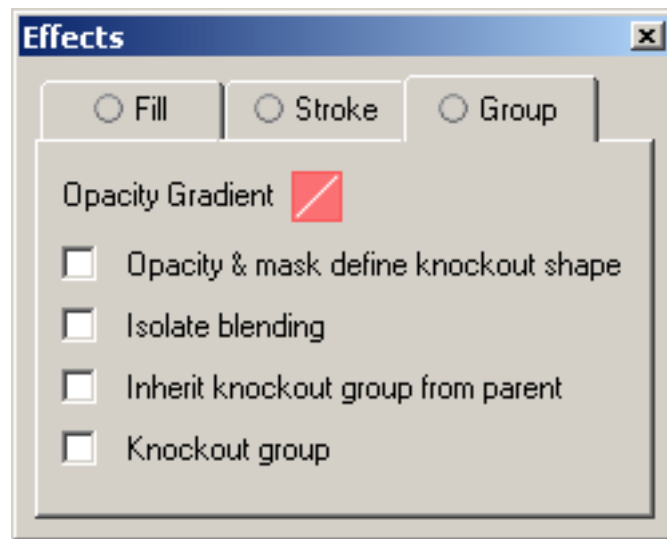 Effects
Fill Stroke Group
Opacity Gradient
Opacity & mask define knockout shape
Isolate blending
Inherit knockout group from parent
Knockout group